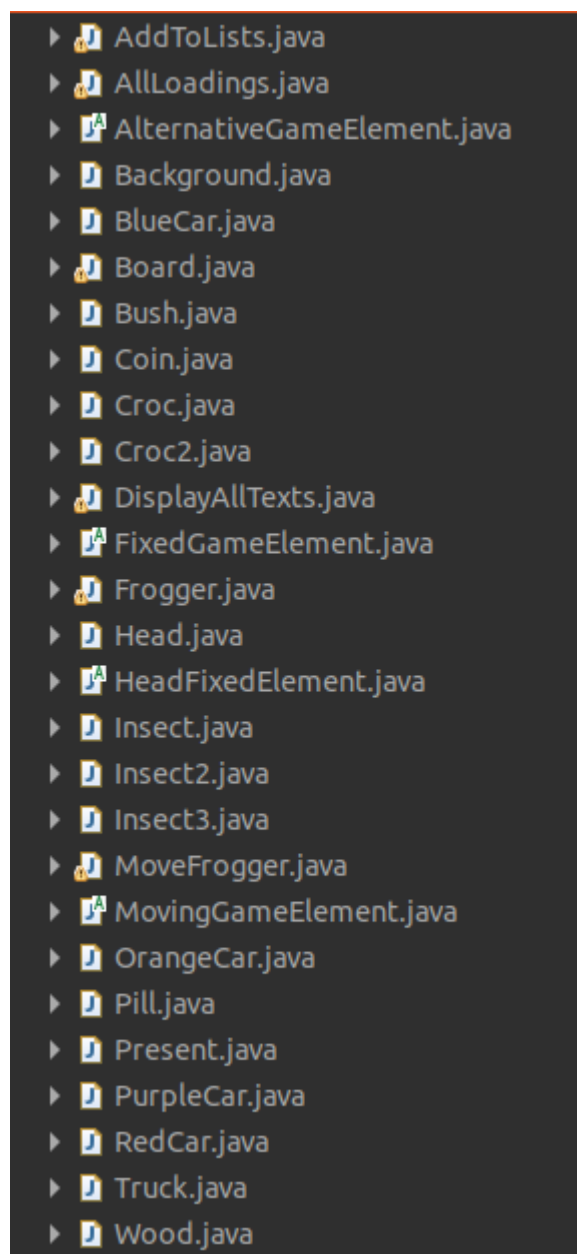 AddToLists.java
AllLoadings.java
AlternativeGameElement.java
Background.java
BlueCar.java
Board.java
Bush.java
Coin.java
Croc.java
Croc2.java
DisplayAllTexts.java
FixedGameElement.java
Frogger.java
Head.java
HeadFixedElement.java
Insect.java
Insect2.java
Insect3.java
MoveFrogger.java
MovingGameElement.java
OrangeCar.java
Pill.java
Present.java
PurpleCar.java
RedCar.java
Truck.java
Wood.java